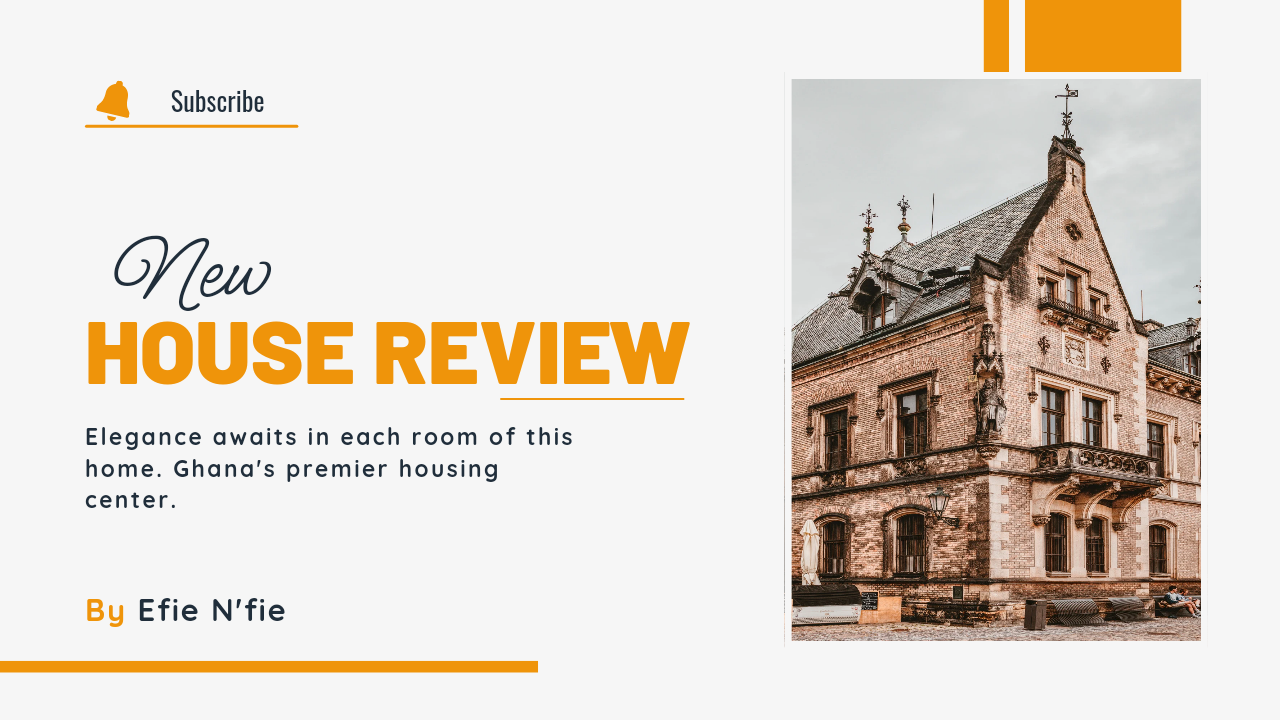 Subscribe
New
HOUSE REVIEW
Elegance awaits in each room of this
home. Ghana's premier housing
center.
By Efie N'fie